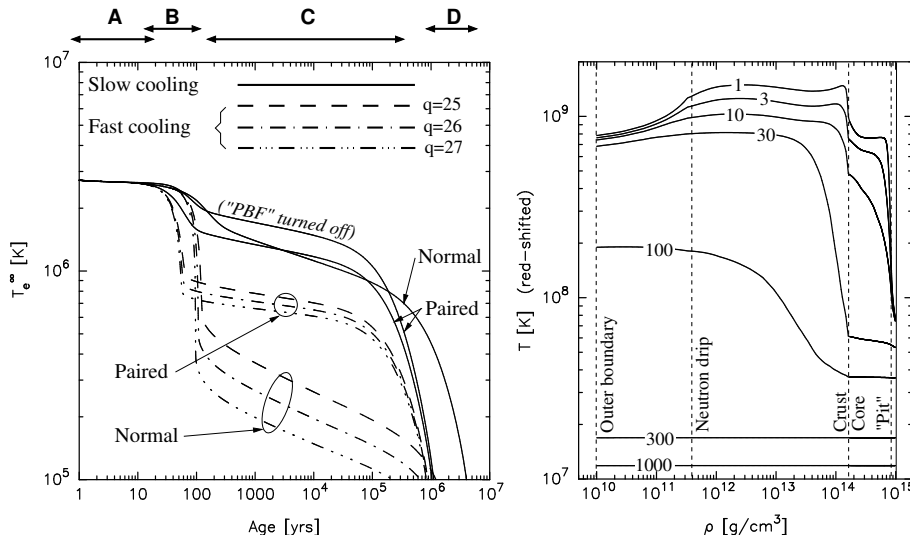 A B C D
10^7
Slow cooling
Fast cooling
q=25
q=26
q=27
("PBF" turned off)
Normal
Paired
Paired
Normal
T_e^∞ [K]
10^6
10^5
1 10 100 1000 10^4 10^5 10^6 10^7
Age [yrs]
T [K] (red-shifted)
10^9
10^8
10^7
1
3
10
30
100
300
1000
Outer boundary
Neutron drip
Crust
Core
"Pit"
10^10 10^11 10^12 10^13 10^14 10^15
ρ [g/cm^3]